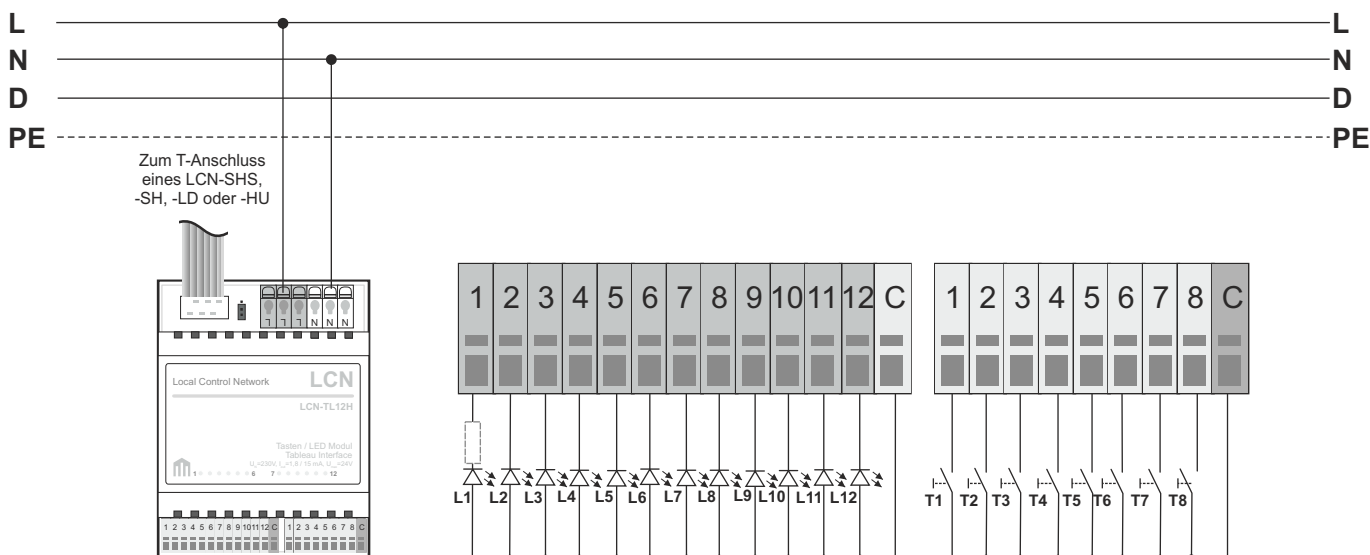 L L
N N
D D
PE PE
Zum T-Anschluss
eines LCN-SHS,
-SH, -LD oder -HU
L L L N N N
Local Control Network LCN
LCN-TL12H
Tasten / LED Modul
Tableau Interface
1 6 7 12
1 2 3 4 5 6 7 8 9 10 11 12 C 1 2 3 4 5 6 7 8 C
1 2 3 4 5 6 7 8 9 10 11 12 C
1 2 3 4 5 6 7 8 C
L1 L2 L3 L4 L5 L6 L7 L8 L9 L10 L11 L12
T1 T2 T3 T4 T5 T6 T7 T8